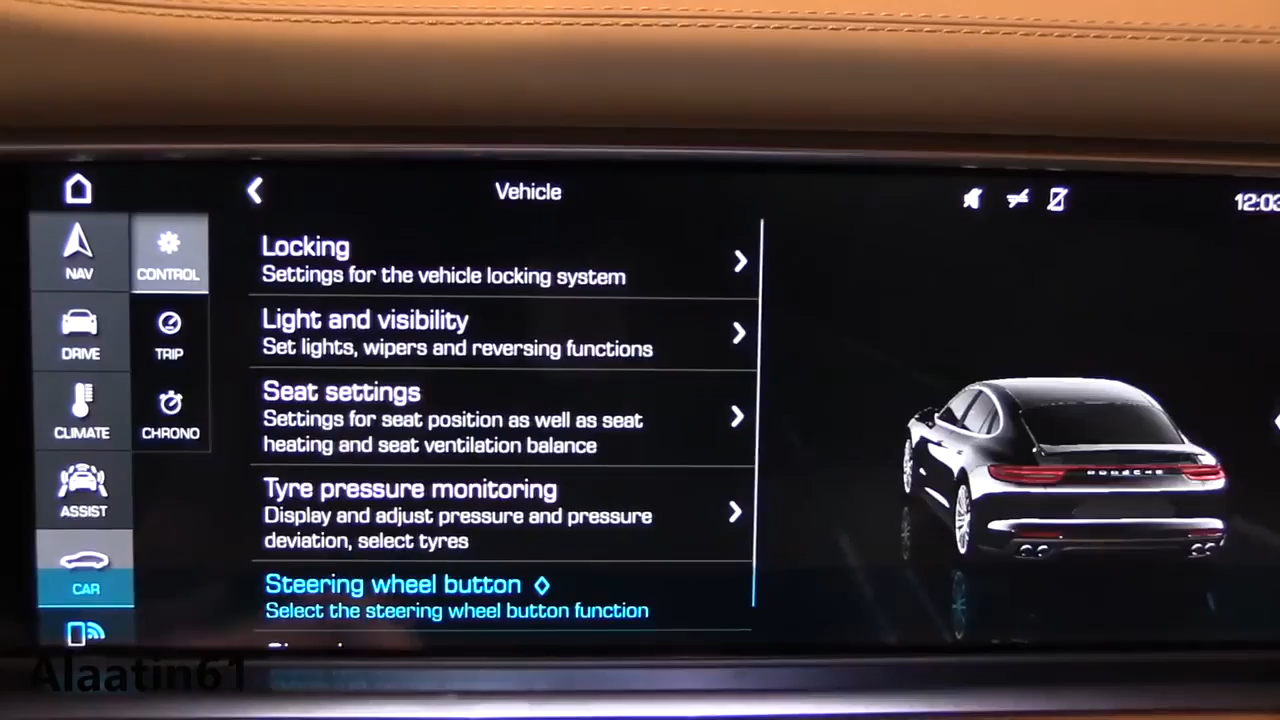 Vehicle
12:03
NAV
CONTROL
DRIVE
TRIP
CLIMATE
CHRONO
ASSIST
CAR
Locking
Settings for the vehicle locking system
Light and visibility
Set lights, wipers and reversing functions
Seat settings
Settings for seat position as well as seat
heating and seat ventilation balance
Tyre pressure monitoring
Display and adjust pressure and pressure
deviation, select tyres
Steering wheel button
Select the steering wheel button function
PORSCHE
Alaatin61